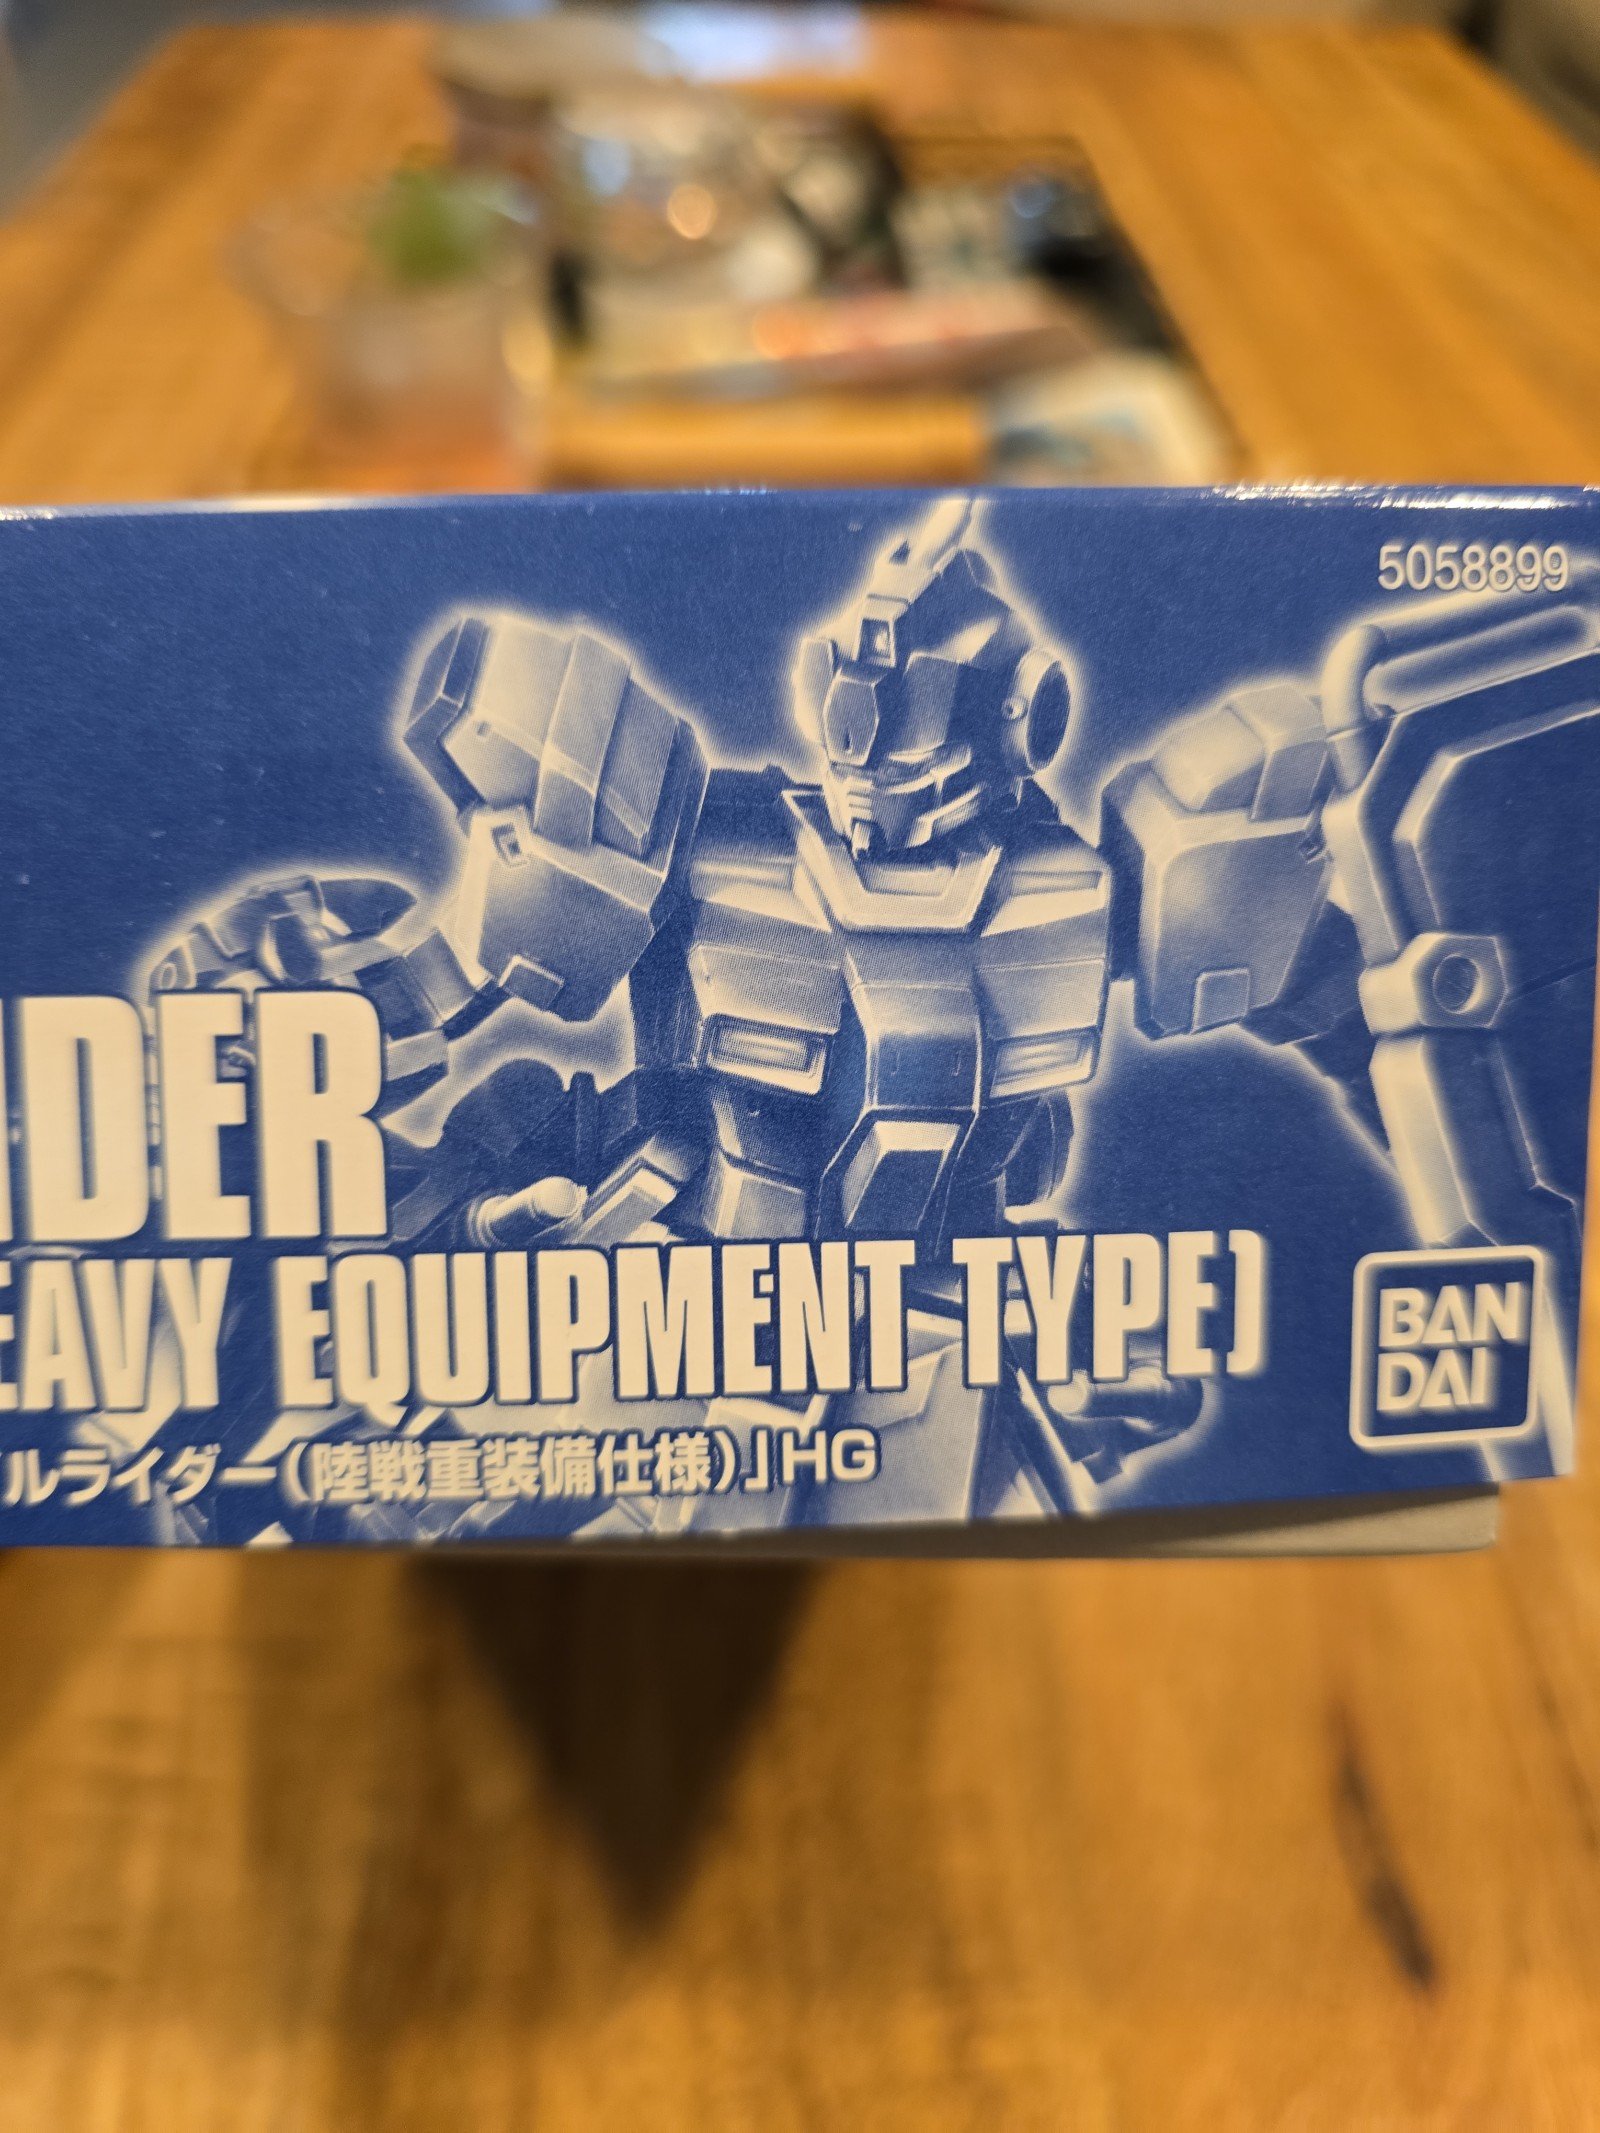 5058899
IDER
EAVY EQUIPMENT TYPE)
ルライダー(陸戦重装備仕様)」HG
BAN
DAI